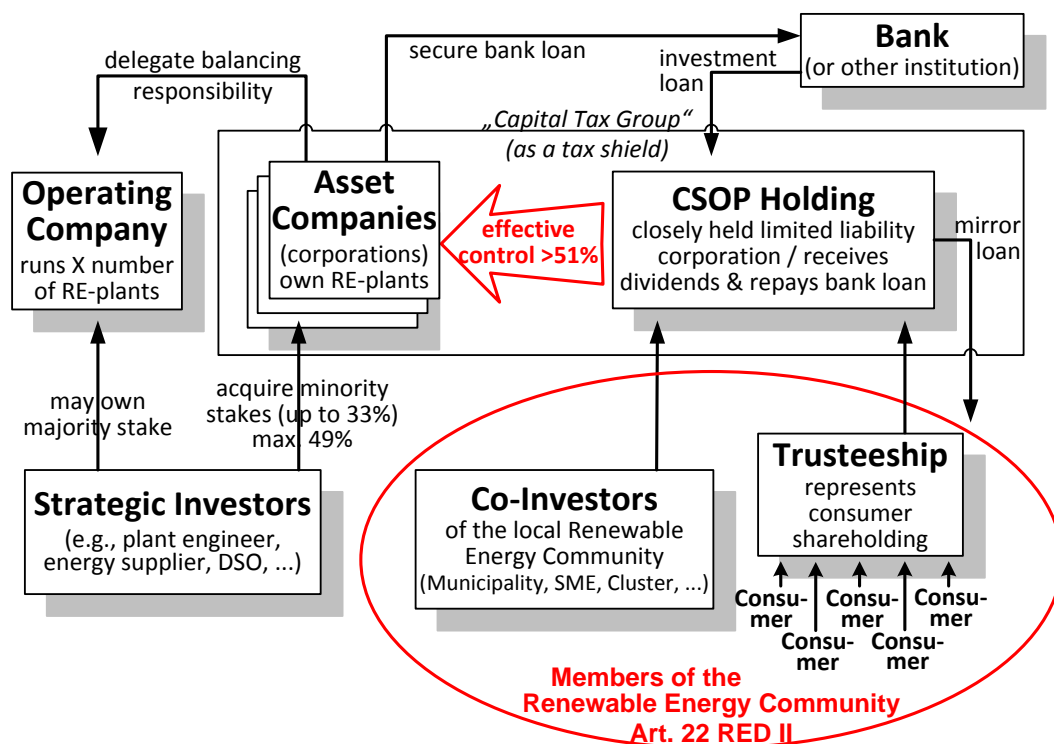 delegate balancing
responsibility
secure bank loan
investment
loan
Bank
(or other institution)
„Capital Tax Group“
(as a tax shield)
Operating
Company
runs X number
of RE-plants
Asset
Companies
(corporations)
own RE-plants
effective
control >51%
CSOP Holding
closely held limited liability
corporation / receives
dividends & repays bank loan
mirror
loan
may own
majority stake
acquire minority
stakes (up to 33%)
max. 49%
Strategic Investors
(e.g., plant engineer,
energy supplier, DSO, ...)
Co-Investors
of the local Renewable
Energy Community
(Municipality, SME, Cluster, ...)
Trusteeship
represents
consumer
shareholding
Consu-
mer
Consu-
mer
Consu-
mer
Consu-
mer
Consu-
mer
Members of the
Renewable Energy Community
Art. 22 RED II